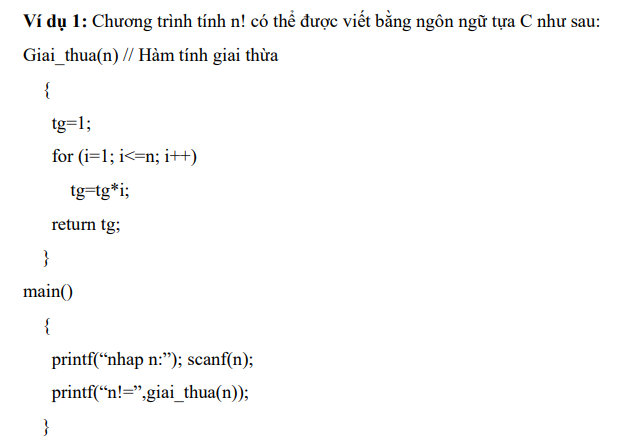 Ví dụ 1: Chương trình tính n! có thể được viết bằng ngôn ngữ tựa C như sau:
Giai_thua(n) // Hàm tính giai thừa
{
tg=1;
for (i=1; i<=n; i++)
tg=tg*i;
return tg;
}
main()
{
printf(“nhap n:”); scanf(n);
printf(“n!=”,giai_thua(n));
}